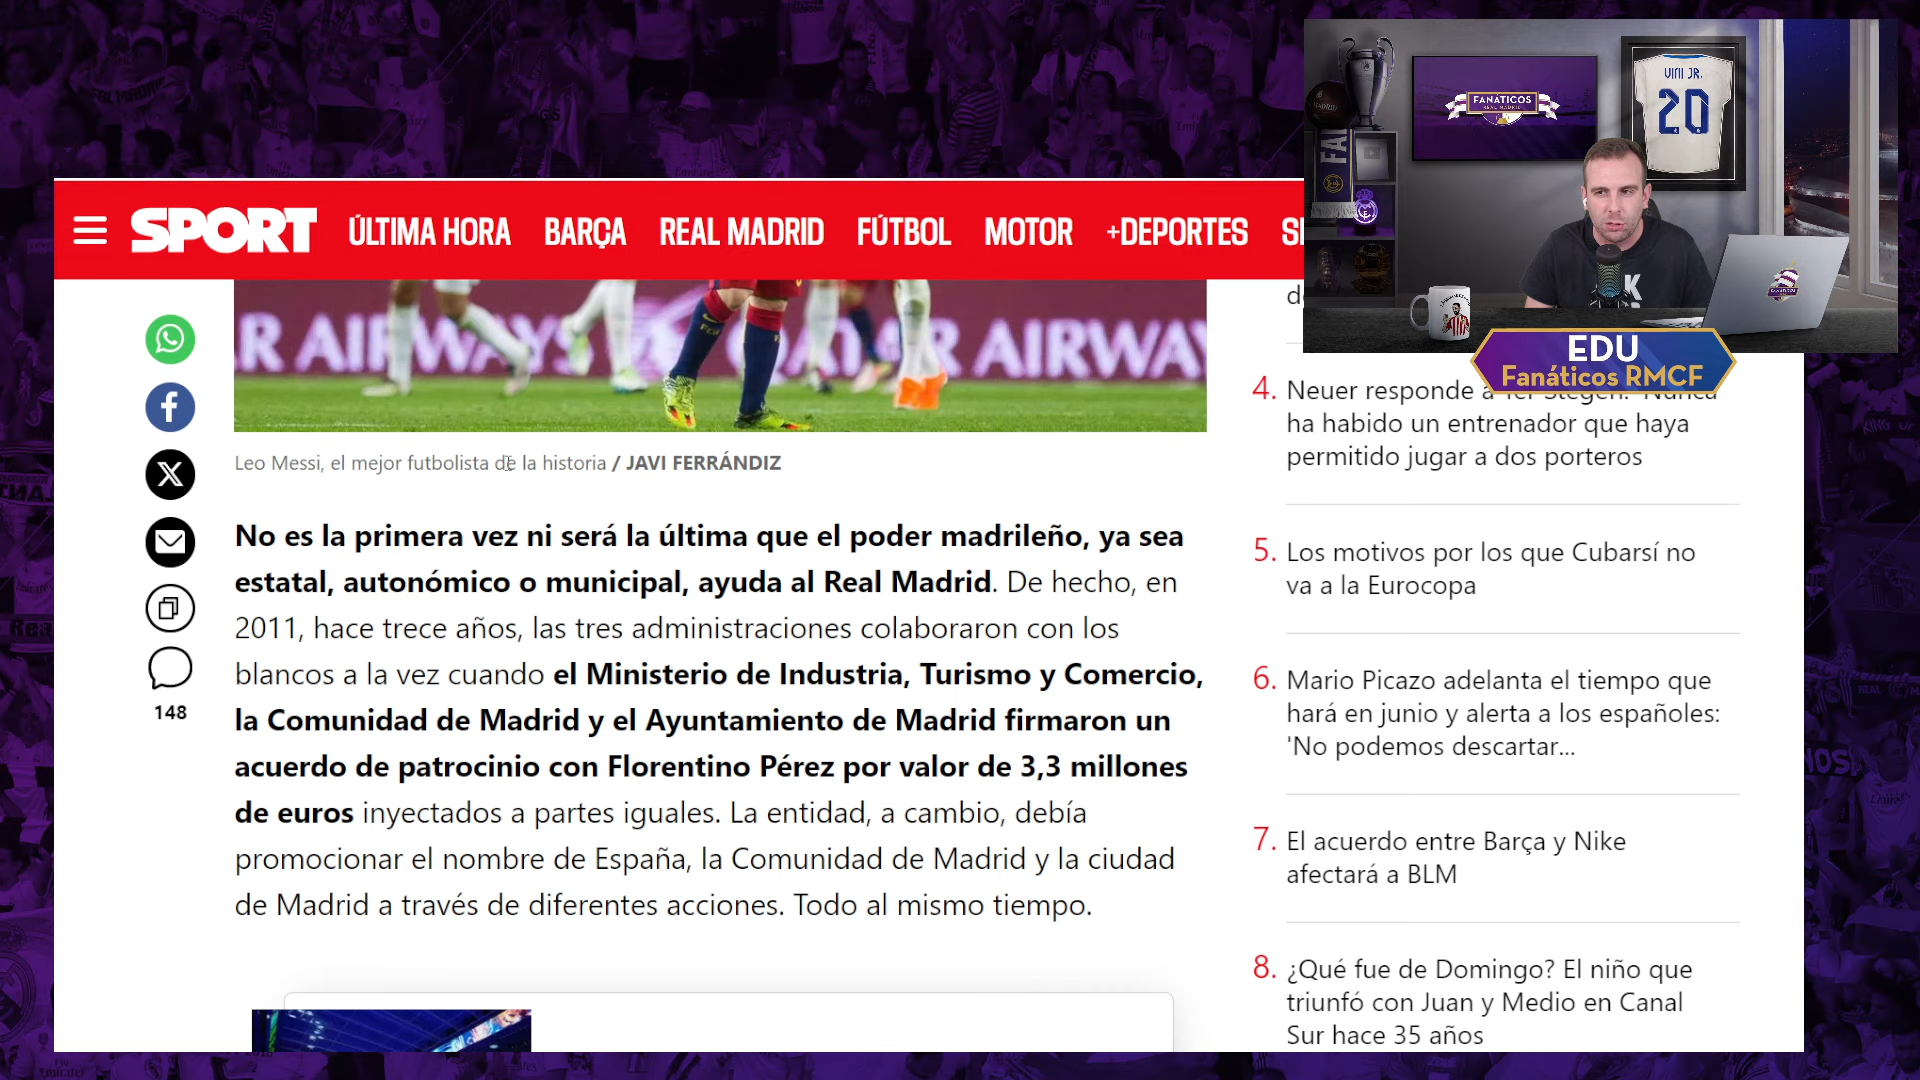 SPORT
ÚLTIMA HORA
BARÇA
REAL MADRID
FÚTBOL
MOTOR
+DEPORTES
VINI JR.
20
FANÁTICOS
REAL MADRID
FAI
K
EDU
Fanáticos RMCF
R AIRWAYS QATAR AIRWAY
Leo Messi, el mejor futbolista de la historia / JAVI FERRÁNDIZ
No es la primera vez ni será la última que el poder madrileño, ya sea
estatal, autonómico o municipal, ayuda al Real Madrid. De hecho, en
2011, hace trece años, las tres administraciones colaboraron con los
blancos a la vez cuando el Ministerio de Industria, Turismo y Comercio,
la Comunidad de Madrid y el Ayuntamiento de Madrid firmaron un
acuerdo de patrocinio con Florentino Pérez por valor de 3,3 millones
de euros inyectados a partes iguales. La entidad, a cambio, debía
promocionar el nombre de España, la Comunidad de Madrid y la ciudad
de Madrid a través de diferentes acciones. Todo al mismo tiempo.
148
4. Neuer responde a Ter Stegen: 'Nunca
ha habido un entrenador que haya
permitido jugar a dos porteros
5. Los motivos por los que Cubarsí no
va a la Eurocopa
6. Mario Picazo adelanta el tiempo que
hará en junio y alerta a los españoles:
'No podemos descartar...
7. El acuerdo entre Barça y Nike
afectará a BLM
8. ¿Qué fue de Domingo? El niño que
triunfó con Juan y Medio en Canal
Sur hace 35 años